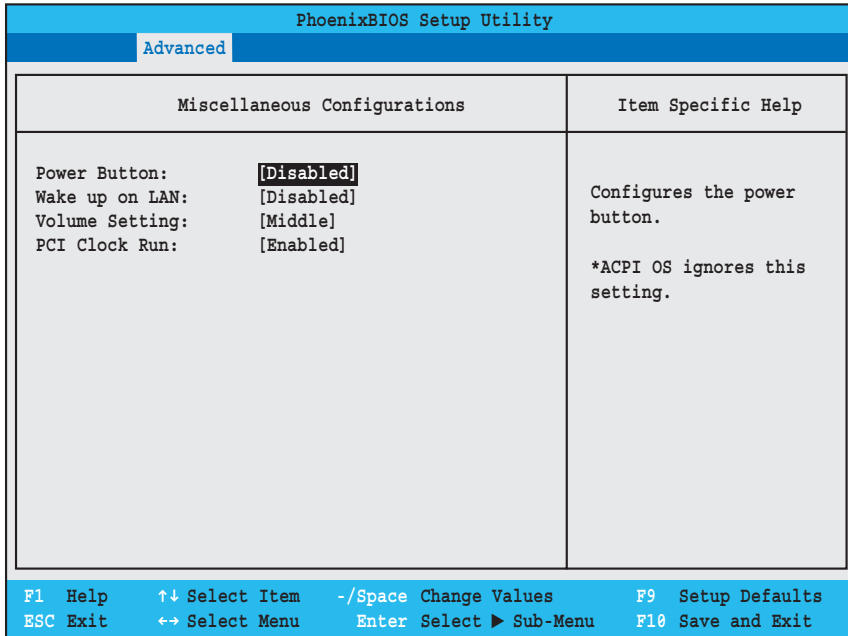 PhoenixBIOS Setup Utility
Advanced
Miscellaneous Configurations
Item Specific Help
Power Button: [Disabled]
Wake up on LAN: [Disabled]
Volume Setting: [Middle]
PCI Clock Run: [Enabled]
Configures the power
button.
*ACPI OS ignores this
setting.
F1 Help ↑↓ Select Item -/Space Change Values F9 Setup Defaults
ESC Exit ←→ Select Menu Enter Select ▶ Sub-Menu F10 Save and Exit